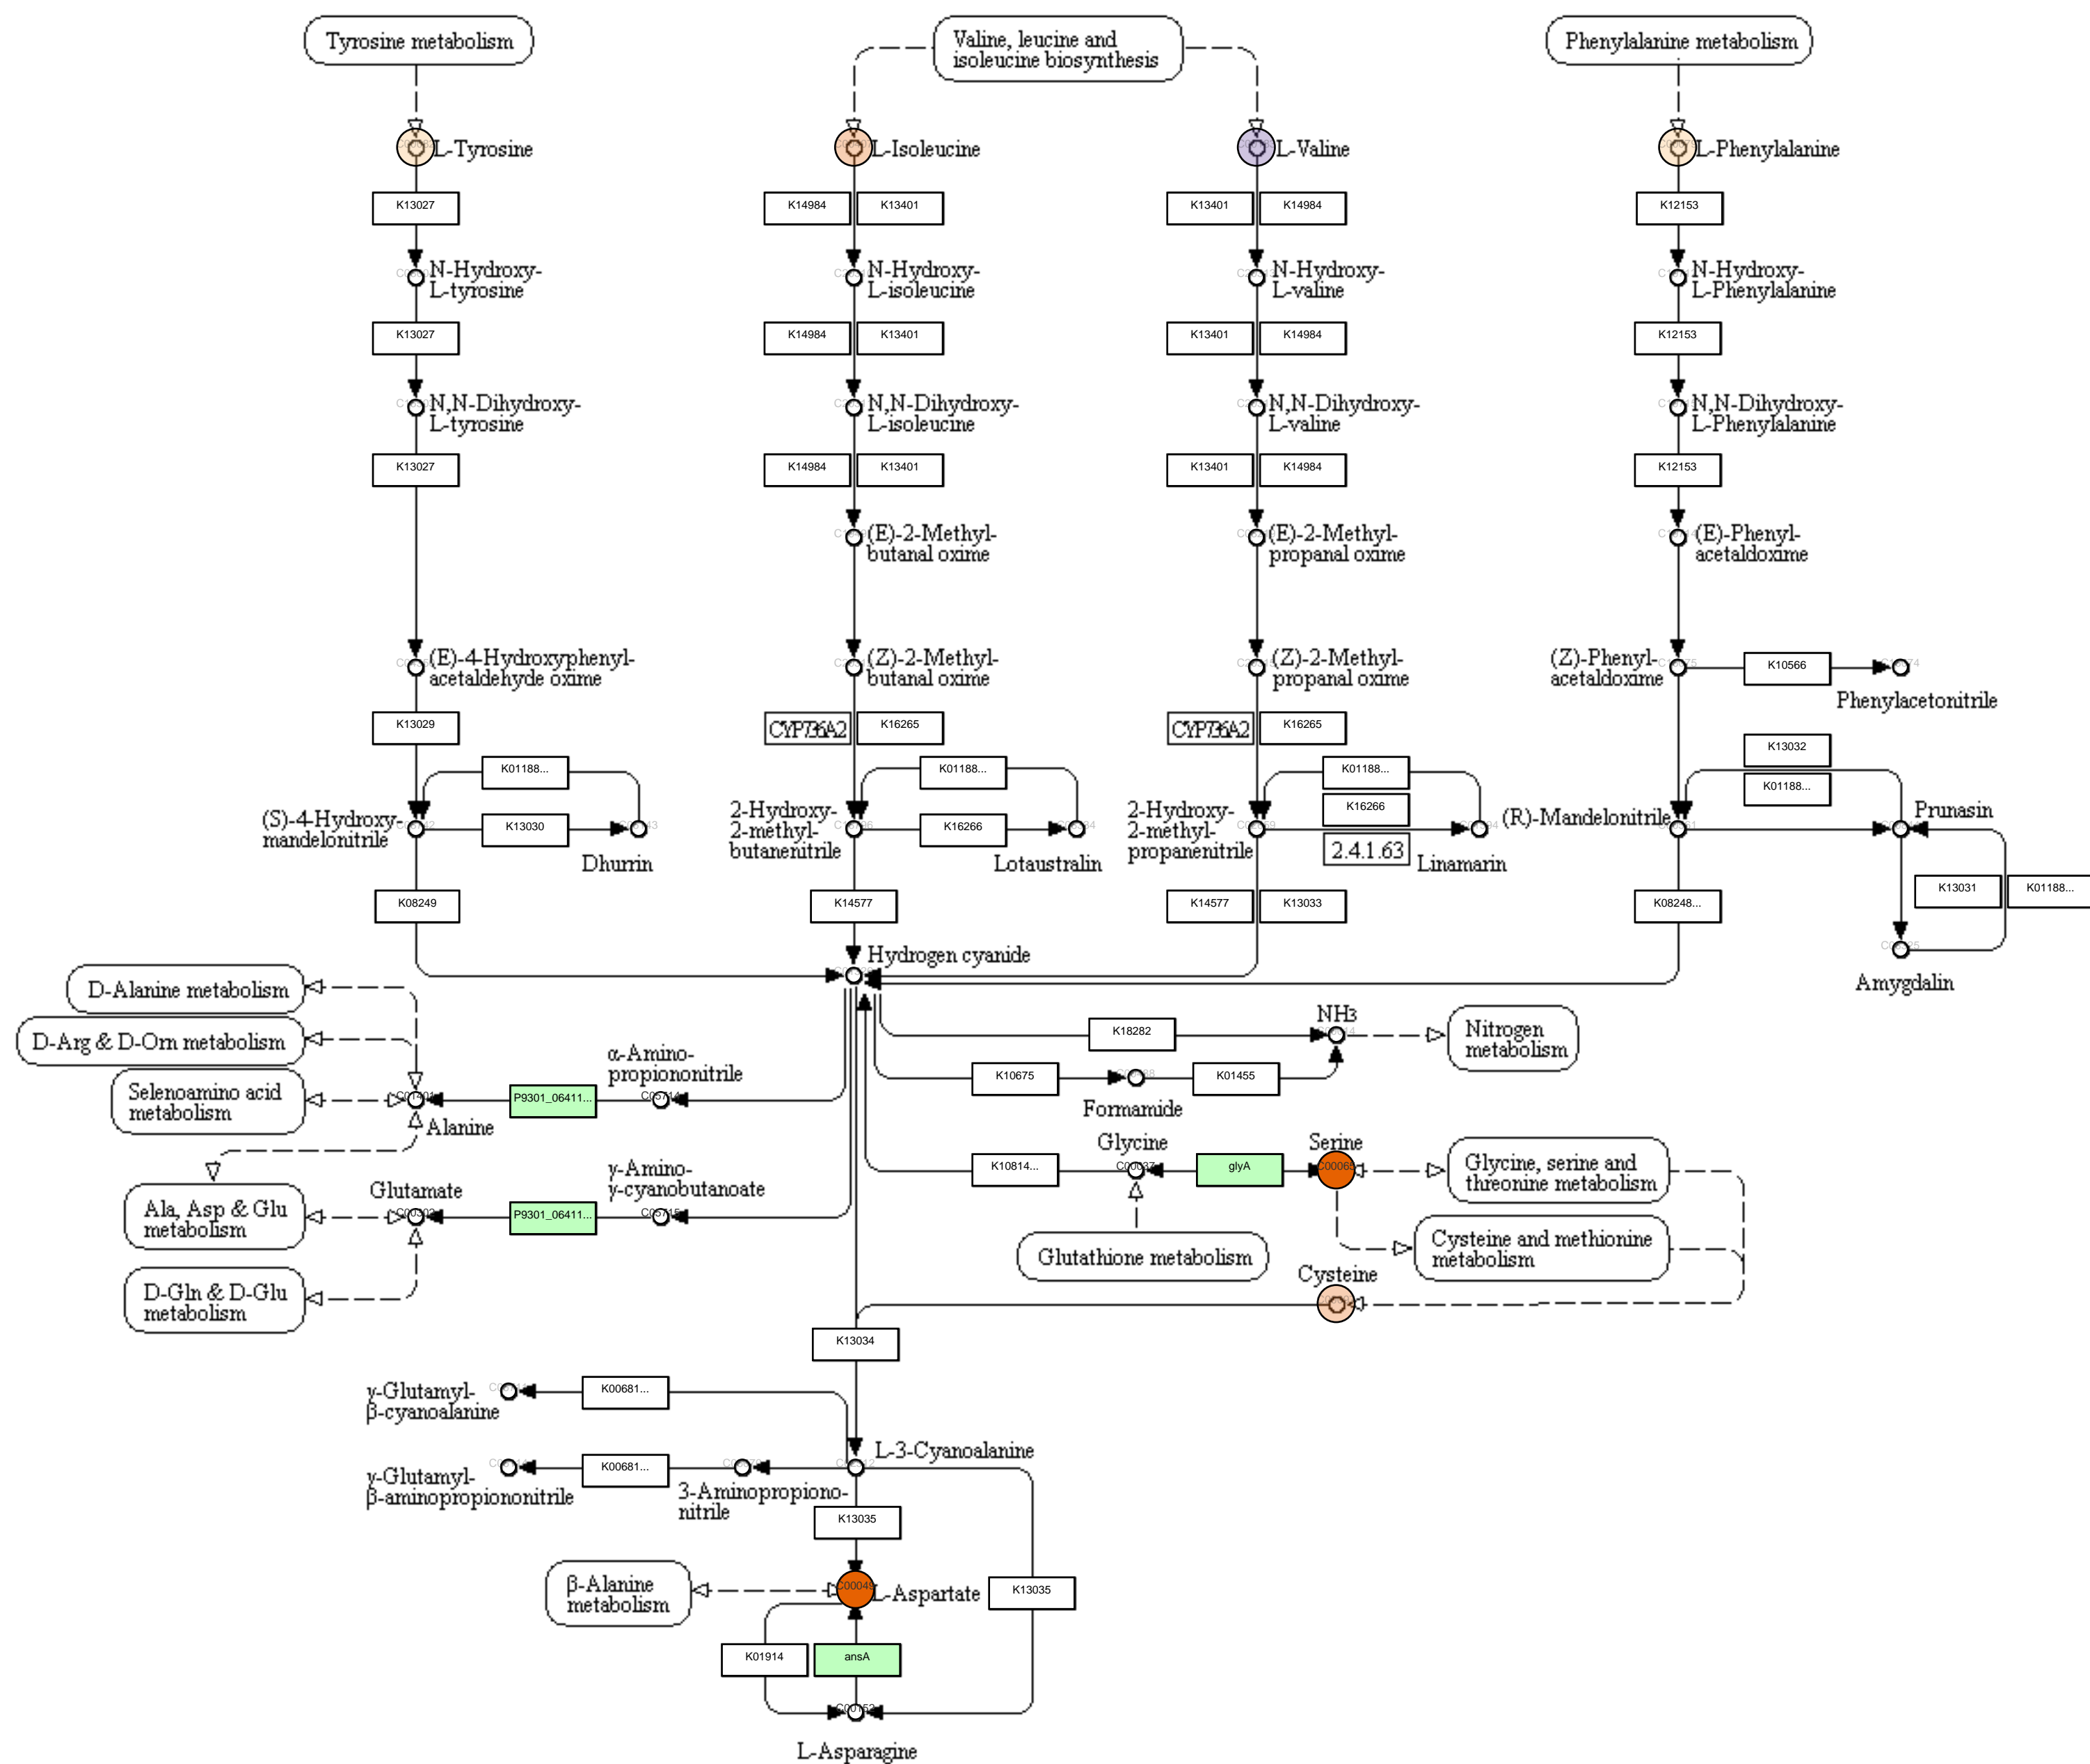 Tyrosine metabolism
Valine, leucine and
isoleucine biosynthesis
Phenylalanine metabolism
L-Tyrosine
L-Isoleucine
L-Valine
L-Phenylalanine
K13027
K14984
K13401
K13401
K14984
K12153
N-Hydroxy-
L-tyrosine
N-Hydroxy-
L-isoleucine
N-Hydroxy-
L-valine
N-Hydroxy-
L-Phenylalanine
K13027
K14984
K13401
K13401
K14984
K12153
N,N-Dihydroxy-
L-tyrosine
N,N-Dihydroxy-
L-isoleucine
N,N-Dihydroxy-
L-valine
N,N-Dihydroxy-
L-Phenylalanine
K13027
K14984
K13401
K13401
K14984
K12153
(E)-2-Methyl-
butanal oxime
(E)-2-Methyl-
propanal oxime
(E)-Phenyl-
acetaldoxime
(E)-4-Hydroxyphenyl-
acetaldehyde oxime
(Z)-2-Methyl-
butanal oxime
(Z)-2-Methyl-
propanal oxime
(Z)-Phenyl-
acetaldoxime
K10566
Phenylacetonitrile
K13029
CYP736A2
K16265
CYP736A2
K16265
K13032
K01188...
K01188...
K01188...
K01188...
K16266
(S)-4-Hydroxy-
mandelonitrile
K13030
Dhurrin
2-Hydroxy-
2-methyl-
butanenitrile
K16266
Lotaustralin
2-Hydroxy-
2-methyl-
propanenitrile
2.4.1.63
Linamarin
(R)-Mandelonitrile
Prunasin
K08249
K14577
K14577
K13033
K08248...
K13031
K01188...
Hydrogen cyanide
Amygdalin
D-Alanine metabolism
D-Arg & D-Orn metabolism
Selenoamino acid
metabolism
Alanine
P9301_06411...
α-Amino-
propiononitrile
K18282
NH3
Nitrogen
metabolism
K10675
Formamide
K01455
K10814...
Glycine
C00037
glyA
Serine
C00065
Glycine, serine and
threonine metabolism
Ala, Asp & Glu
metabolism
Glutamate
P9301_06411...
γ-Amino-
γ-cyanobutanoate
Glutathione metabolism
Cysteine and methionine
metabolism
D-Gln & D-Glu
metabolism
Cysteine
K13034
γ-Glutamyl-
β-cyanoalanine
K00681...
L-3-Cyanoalanine
γ-Glutamyl-
β-aminopropiononitrile
K00681...
3-Aminopropiono-
nitrile
K13035
β-Alanine
metabolism
C00049
L-Aspartate
K13035
K01914
ansA
L-Asparagine